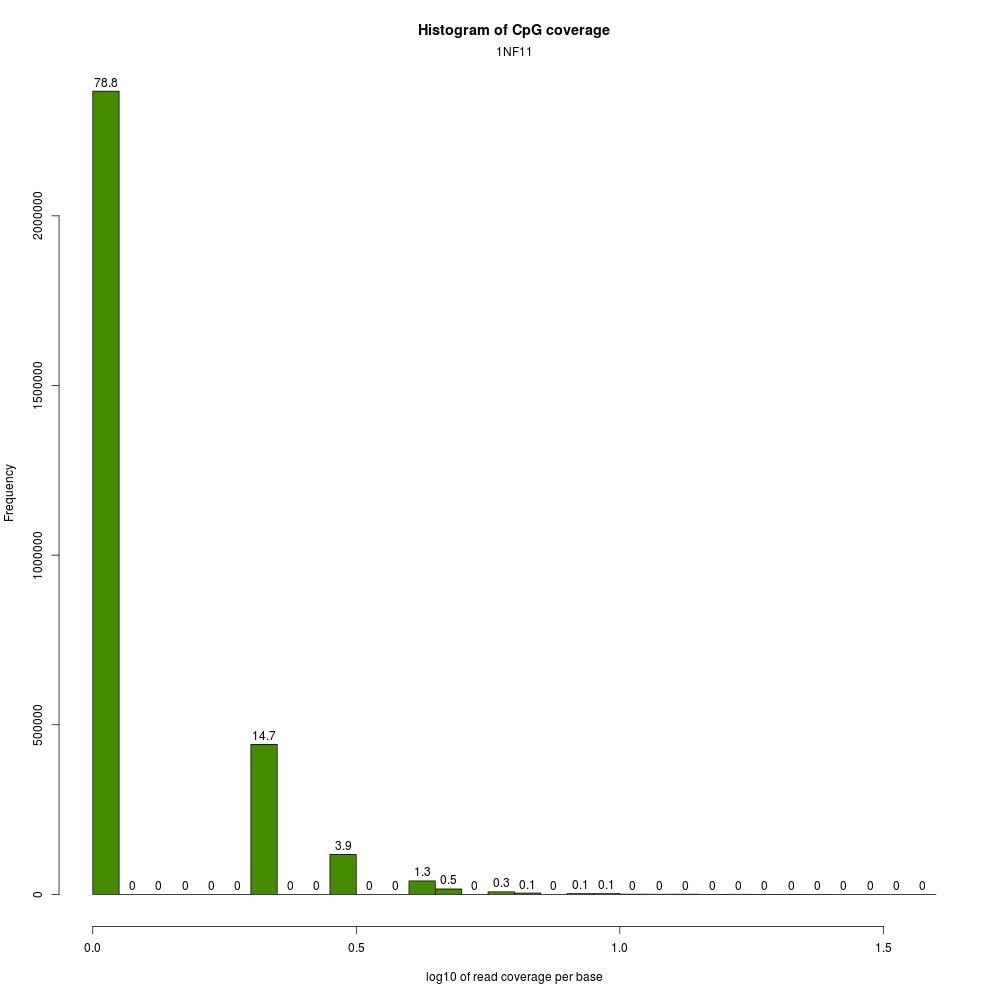 Histogram of CpG coverage
1NF11
78.8
0 0 0 0 0 14.7 0 0 3.9 0 0 1.3 0.5 0 0.3 0.1 0 0.1 0.1 0 0 0 0 0 0 0 0 0 0 0 0
Frequency
0 500000 1000000 1500000 2000000
0.0 0.5 1.0 1.5
log10 of read coverage per base